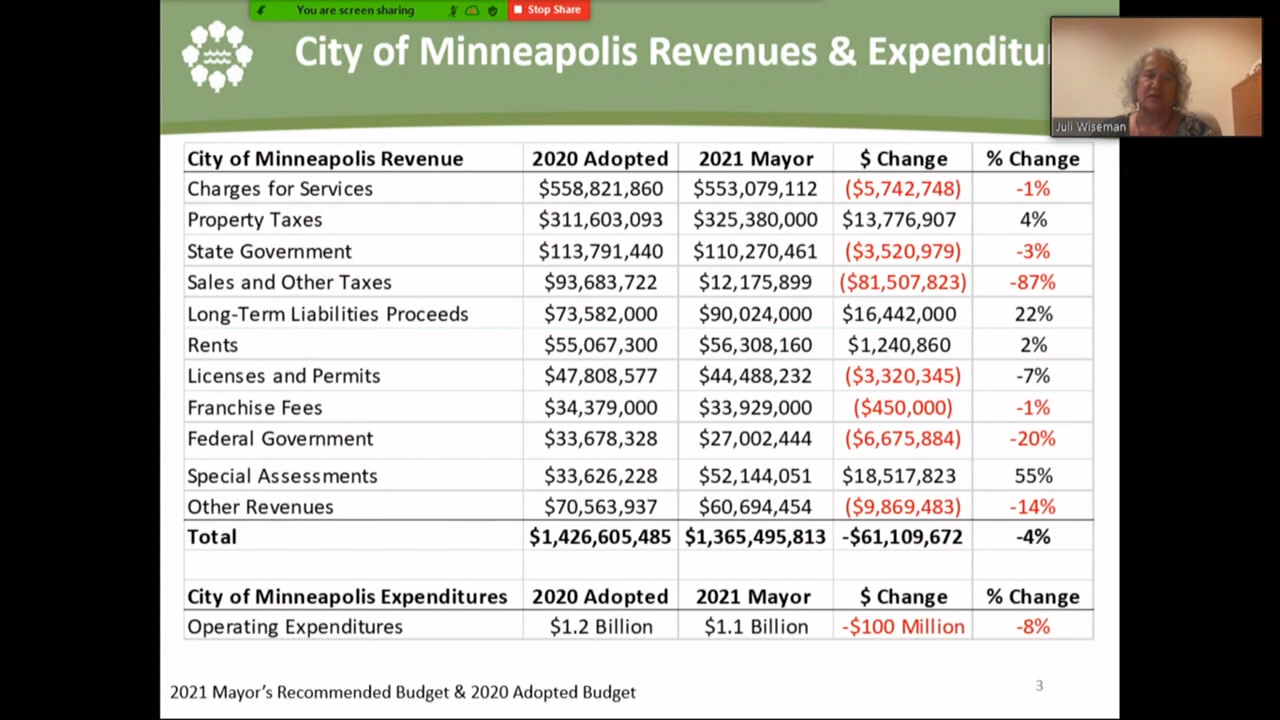 You are screen sharing
Stop Share
City of Minneapolis Revenues & Expenditu
Juli Wiseman
City of Minneapolis Revenue 2020 Adopted 2021 Mayor $ Change % Change
Charges for Services $558,821,860 $553,079,112 ($5,742,748) -1%
Property Taxes $311,603,093 $325,380,000 $13,776,907 4%
State Government $113,791,440 $110,270,461 ($3,520,979) -3%
Sales and Other Taxes $93,683,722 $12,175,899 ($81,507,823) -87%
Long-Term Liabilities Proceeds $73,582,000 $90,024,000 $16,442,000 22%
Rents $55,067,300 $56,308,160 $1,240,860 2%
Licenses and Permits $47,808,577 $44,488,232 ($3,320,345) -7%
Franchise Fees $34,379,000 $33,929,000 ($450,000) -1%
Federal Government $33,678,328 $27,002,444 ($6,675,884) -20%
Special Assessments $33,626,228 $52,144,051 $18,517,823 55%
Other Revenues $70,563,937 $60,694,454 ($9,869,483) -14%
Total $1,426,605,485 $1,365,495,813 -$61,109,672 -4%
City of Minneapolis Expenditures 2020 Adopted 2021 Mayor $ Change % Change
Operating Expenditures $1.2 Billion $1.1 Billion -$100 Million -8%
2021 Mayor's Recommended Budget & 2020 Adopted Budget
3